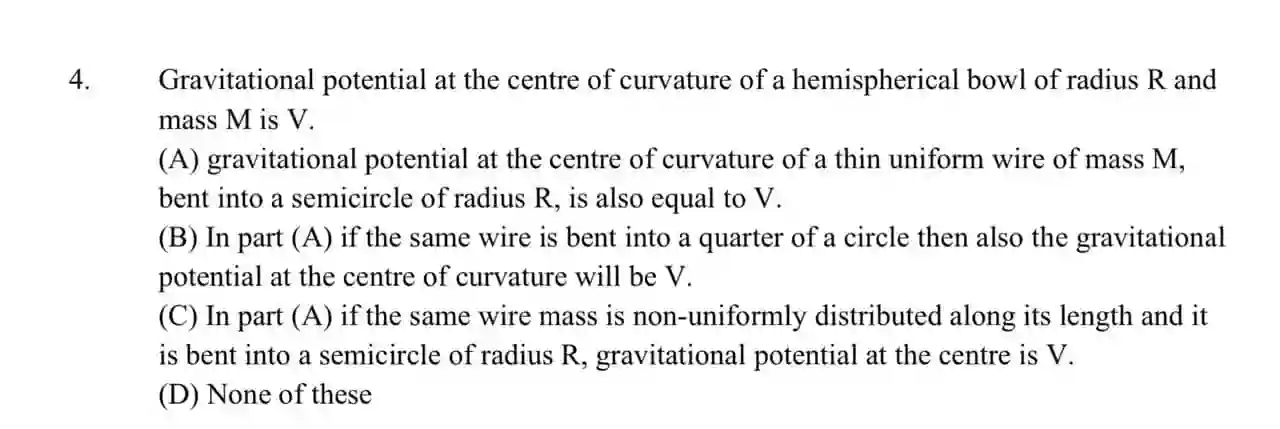 4. Gravitational potential at the centre of curvature of a hemispherical bowl of radius R and
mass M is V.
(A) gravitational potential at the centre of curvature of a thin uniform wire of mass M,
bent into a semicircle of radius R, is also equal to V.
(B) In part (A) if the same wire is bent into a quarter of a circle then also the gravitational
potential at the centre of curvature will be V.
(C) In part (A) if the same wire mass is non-uniformly distributed along its length and it
is bent into a semicircle of radius R, gravitational potential at the centre is V.
(D) None of these